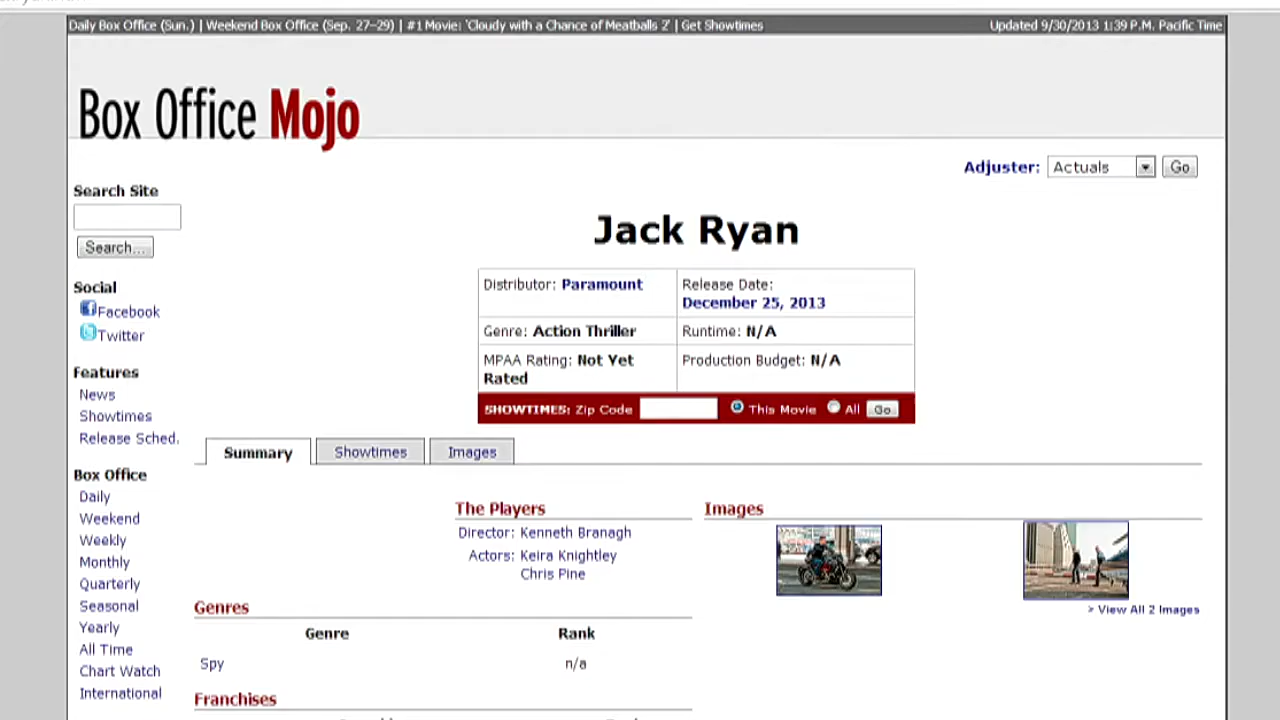 Daily Box Office (Sun.) | Weekend Box Office (Sep. 27–29) | #1 Movie: 'Cloudy with a Chance of Meatballs 2' | Get Showtimes
Updated 9/30/2013 1:39 P.M. Pacific Time
Box Office Mojo
Adjuster: Actuals Go
Search Site
Search...
Jack Ryan
Distributor: Paramount
Release Date:
December 25, 2013
Genre: Action Thriller
Runtime: N/A
MPAA Rating: Not Yet
Rated
Production Budget: N/A
SHOWTIMES: Zip Code This Movie All Go
Social
Facebook
Twitter
Features
News
Showtimes
Release Sched.
Box Office
Daily
Weekend
Weekly
Monthly
Quarterly
Seasonal
Yearly
All Time
Chart Watch
International
Summary Showtimes Images
The Players
Director: Kenneth Branagh
Actors: Keira Knightley
Chris Pine
Images
> View All 2 Images
Genres
Genre Rank
Spy n/a
Franchises